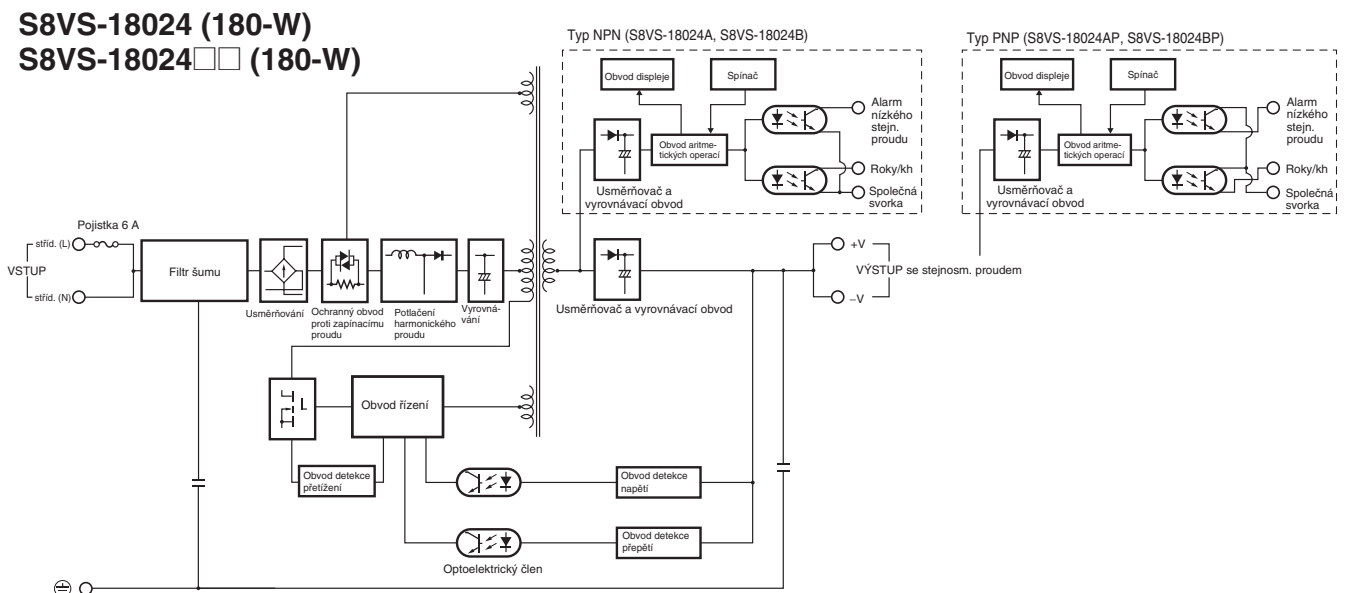 S8VS-18024 (180-W)
S8VS-18024□□ (180-W)
Typ NPN (S8VS-18024A, S8VS-18024B)
Obvod displeje
Spínač
Alarm
nízkého
stejn.
proudu
Obvod aritme-
tických operací
Roky/kh
Usměrňovač a
vyrovnávací obvod
Společná
svorka
Typ PNP (S8VS-18024AP, S8VS-18024BP)
Obvod displeje
Spínač
Alarm
nízkého
stejn.
proudu
Obvod aritme-
tických operací
Roky/kh
Usměrňovač a
vyrovnávací obvod
Společná
svorka
Pojistka 6 A
stříd. (L)
VSTUP
stříd. (N)
Filtr šumu
Usměrňování
Ochranný obvod
proti zapínacímu
proudu
Potlačení
harmonického
proudu
Vyrovná-
vání
Usměrňovač a vyrovnávací obvod
+V
VÝSTUP se stejnosm. proudem
–V
Obvod řízení
Obvod detekce
přetížení
Obvod detekce
napětí
Obvod detekce
přepětí
Optoelektrický člen